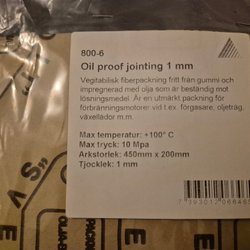 800-6
Oil proof jointing 1 mm
Vegitabilisk fiberpackning fritt från gummi och
impregnerad med olja som är beständig mot
lösningsmedel. Är en utmärkt packning för
förbränningsmotorer vid t.ex. förgasare, oljetråg,
växellådor m.m.
Max temperatur: +100° C
Max tryck: 10 Mpa
Arkstorlek: 450mm x 200mm
Tjocklek: 1 mm